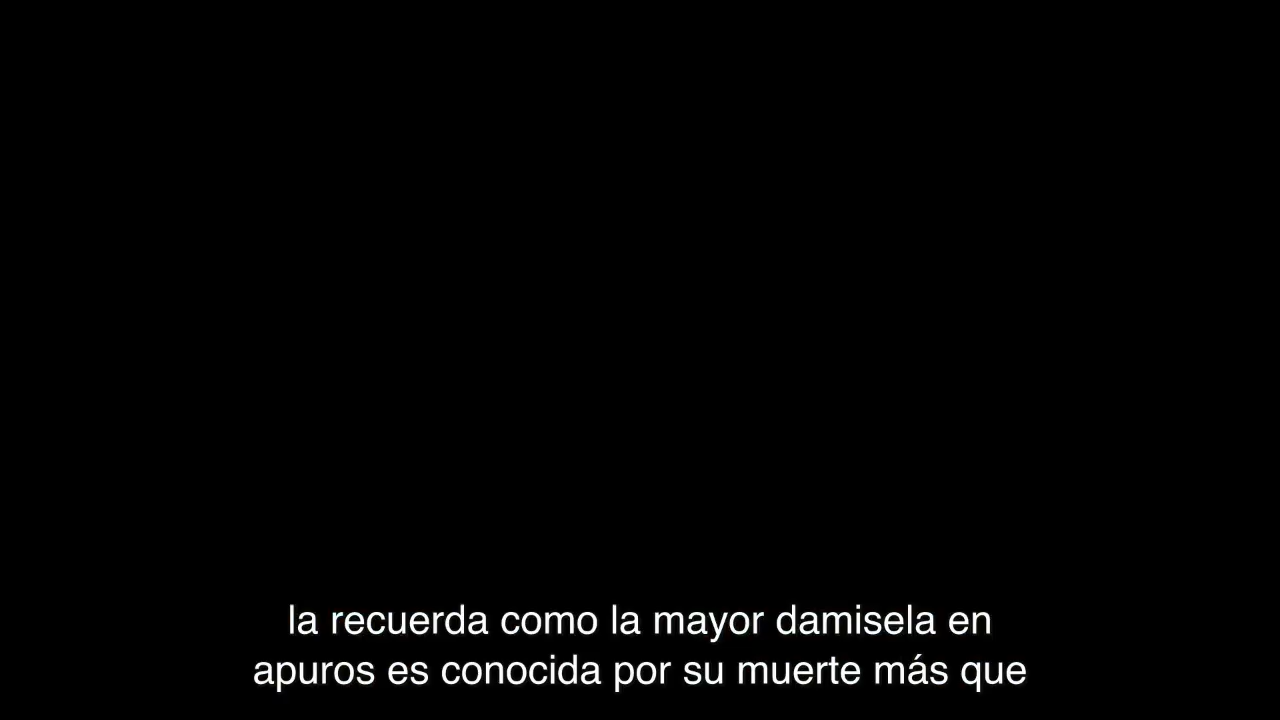 la recuerda como la mayor damisela en
apuros es conocida por su muerte más que